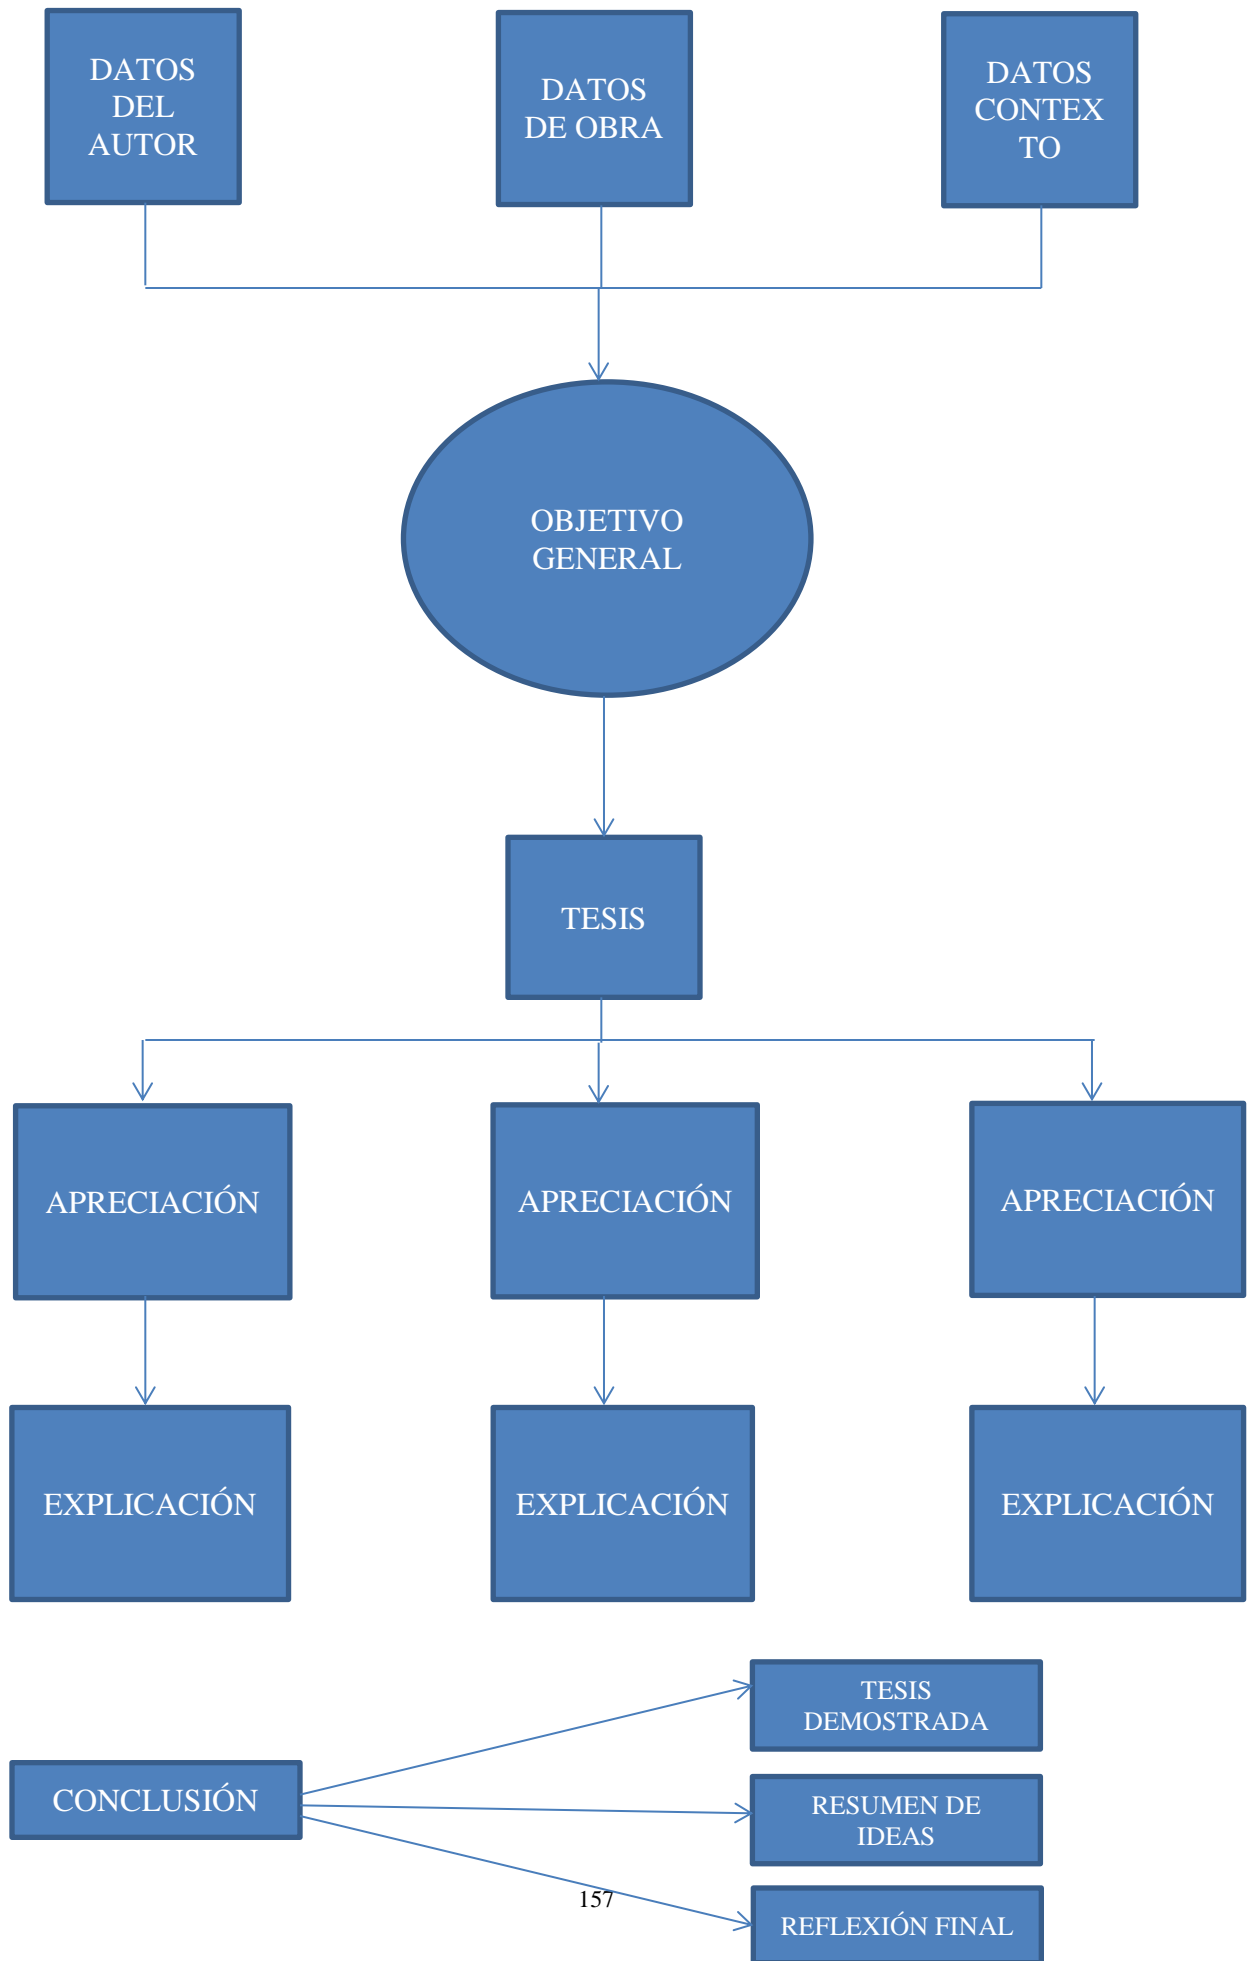 DATOS
DEL
AUTOR
DATOS
DE OBRA
DATOS
CONTEX
TO
OBJETIVO
GENERAL
TESIS
APRECIACIÓN
APRECIACIÓN
APRECIACIÓN
EXPLICACIÓN
EXPLICACIÓN
EXPLICACIÓN
CONCLUSIÓN
TESIS
DEMOSTRADA
RESUMEN DE
IDEAS
REFLEXIÓN FINAL
157